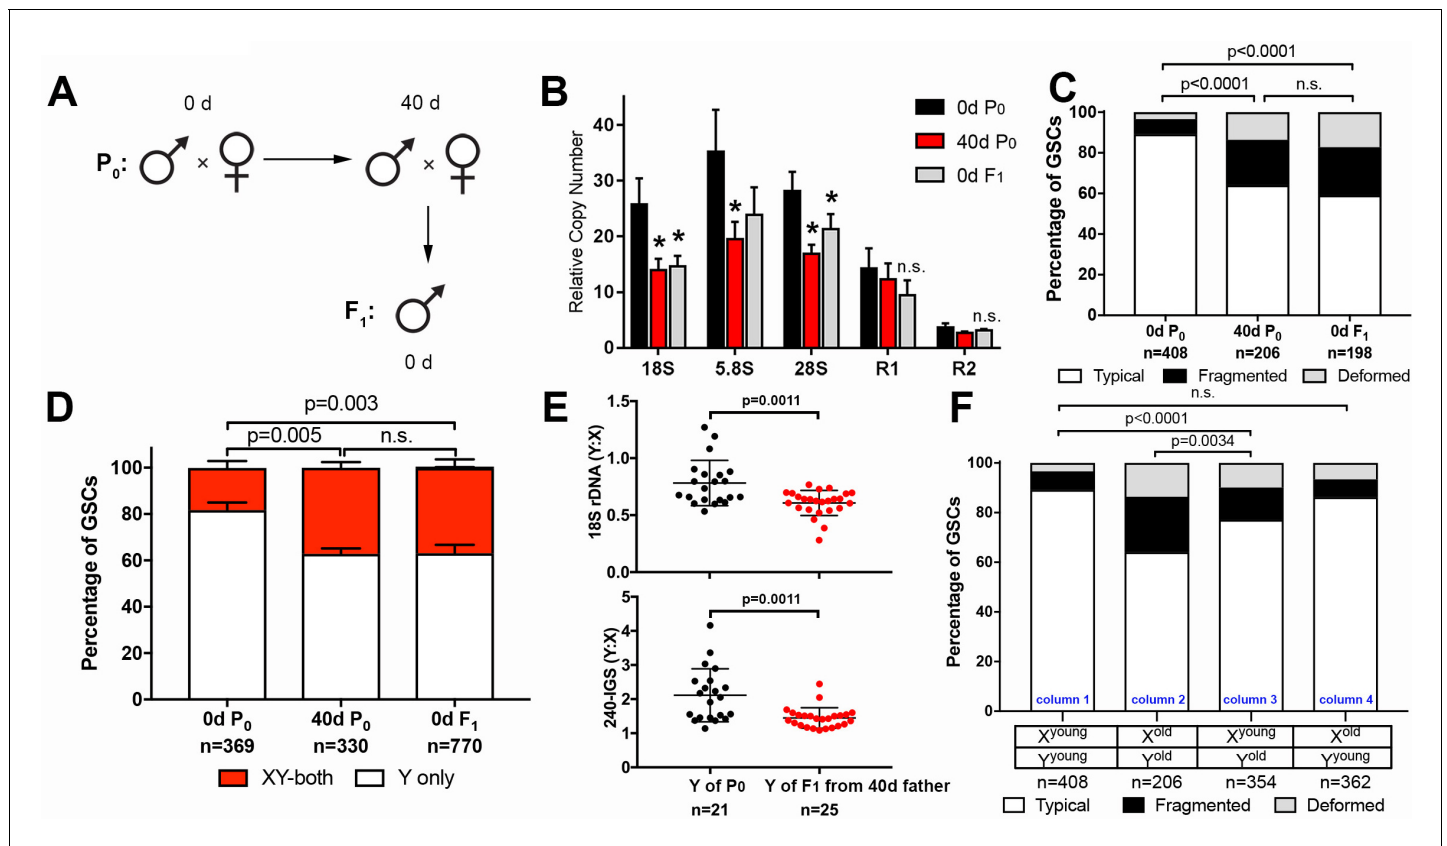 A
0 d
40 d
P0:
×
×
F1:
0 d
B
Relative Copy Number
40
30
20
10
0
0d P0
40d P0
0d F1
*
*
*
*
*
n.s.
n.s.
18S
5.8S
28S
R1
R2
C
p<0.0001
p<0.0001
n.s.
Percentage of GSCs
100
80
60
40
20
0
0d P0
40d P0
0d F1
n=408
n=206
n=198
Typical
Fragmented
Deformed
D
p=0.003
p=0.005
n.s.
Percentage of GSCs
100
80
60
40
20
0
0d P0
40d P0
0d F1
n=369
n=330
n=770
XY-both
Y only
E
18S rDNA (Y:X)
1.5
1.0
0.5
0.0
p=0.0011
240-IGS (Y:X)
5
4
3
2
1
0
p=0.0011
Y of P0
Y of F1 from 40d father
n=21
n=25
F
n.s.
p<0.0001
p=0.0034
Percentage of GSCs
100
80
60
40
20
0
column 1
column 2
column 3
column 4
Xyoung
Xold
Xyoung
Xold
Yyoung
Yold
Yold
Yyoung
n=408
n=206
n=354
n=362
Typical
Fragmented
Deformed